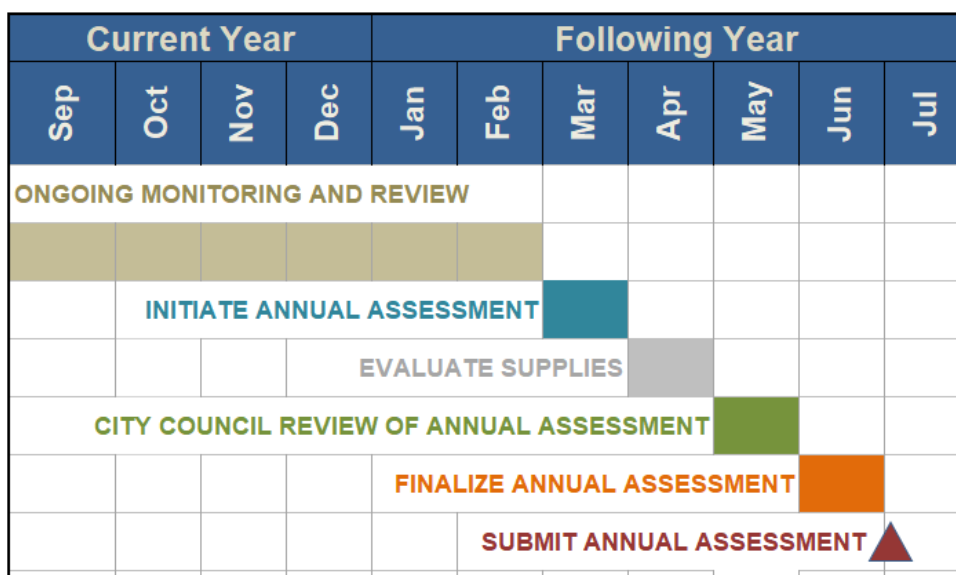 Current Year Following Year
Sep Oct Nov Dec Jan Feb Mar Apr May Jun Jul
ONGOING MONITORING AND REVIEW
INITIATE ANNUAL ASSESSMENT
EVALUATE SUPPLIES
CITY COUNCIL REVIEW OF ANNUAL ASSESSMENT
FINALIZE ANNUAL ASSESSMENT
SUBMIT ANNUAL ASSESSMENT